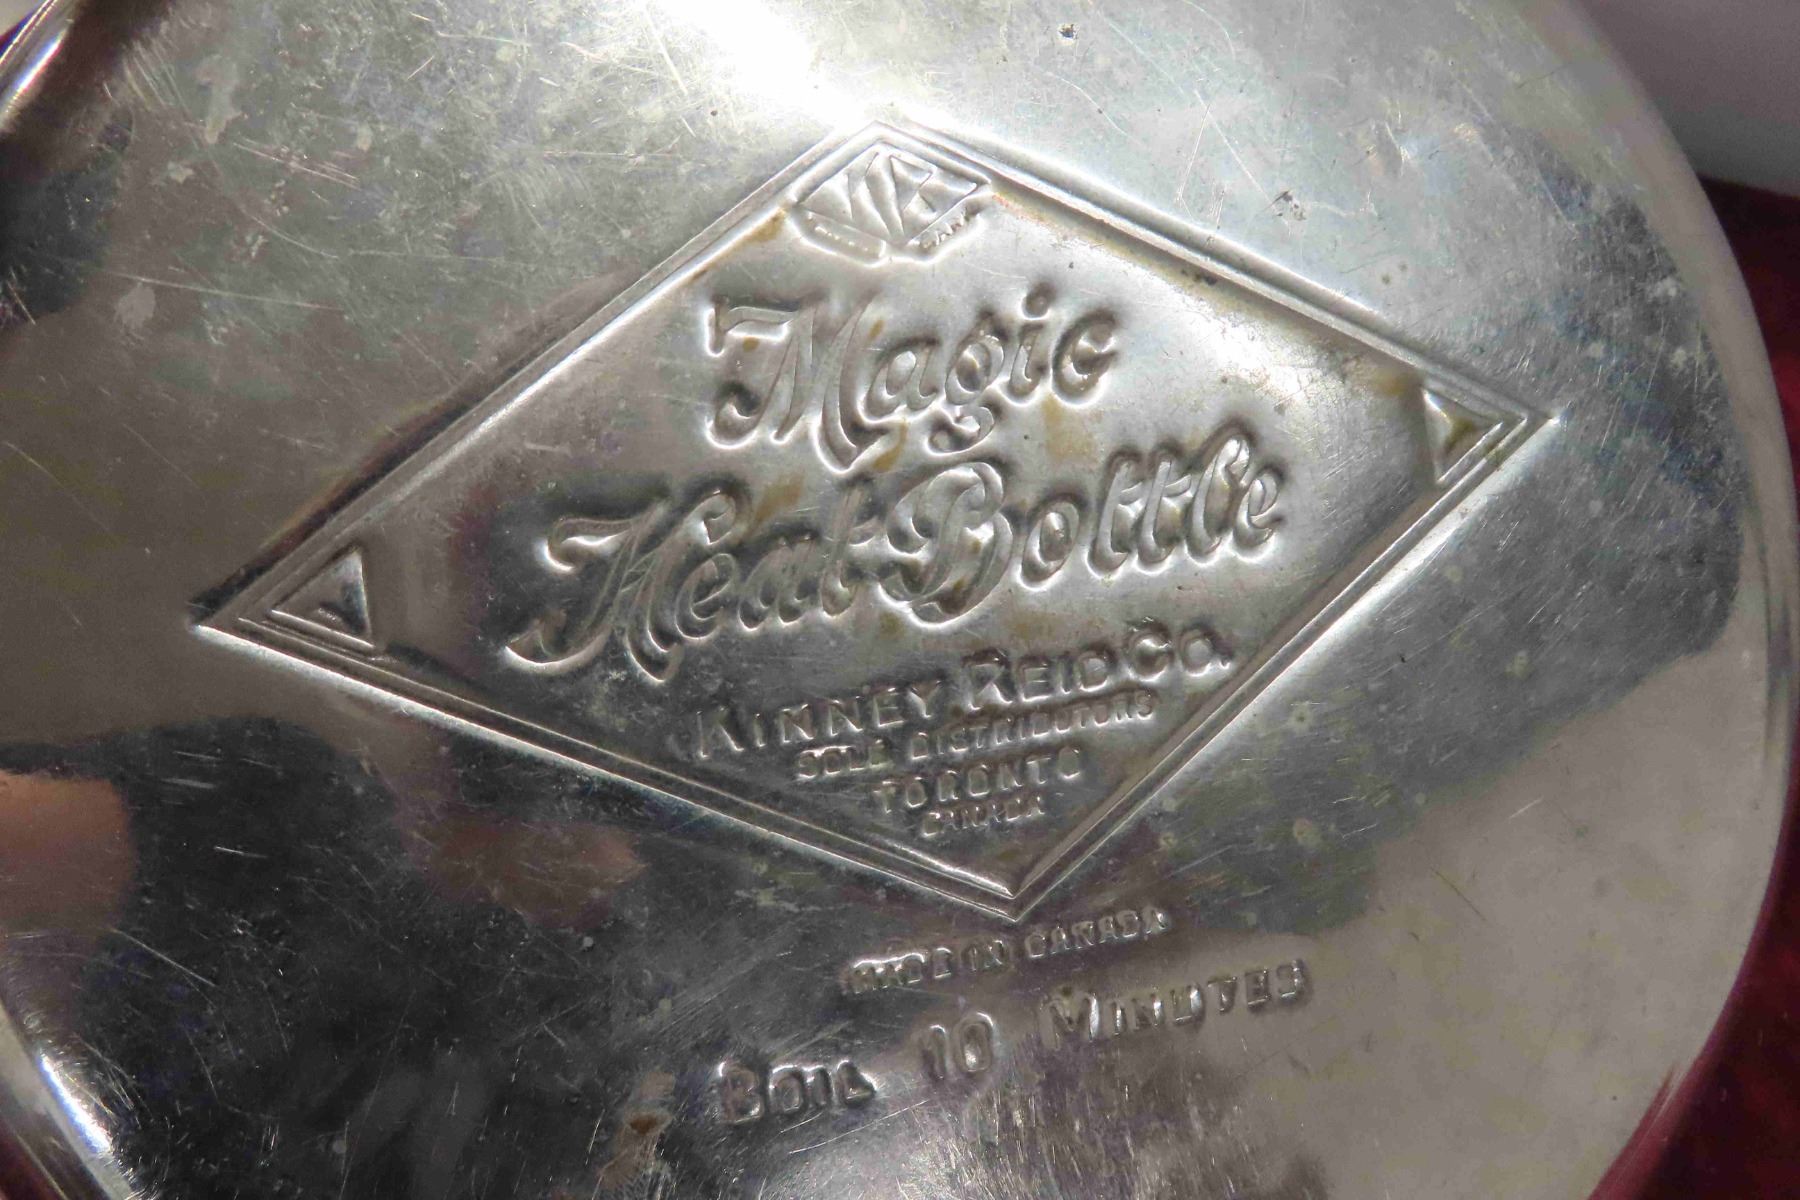 Magic
Heat-Bottle
KINNEY REID CO.
SOLE DISTRIBUTORS
TORONTO
CANADA
MADE IN CANADA
BOIL 10 MINUTES